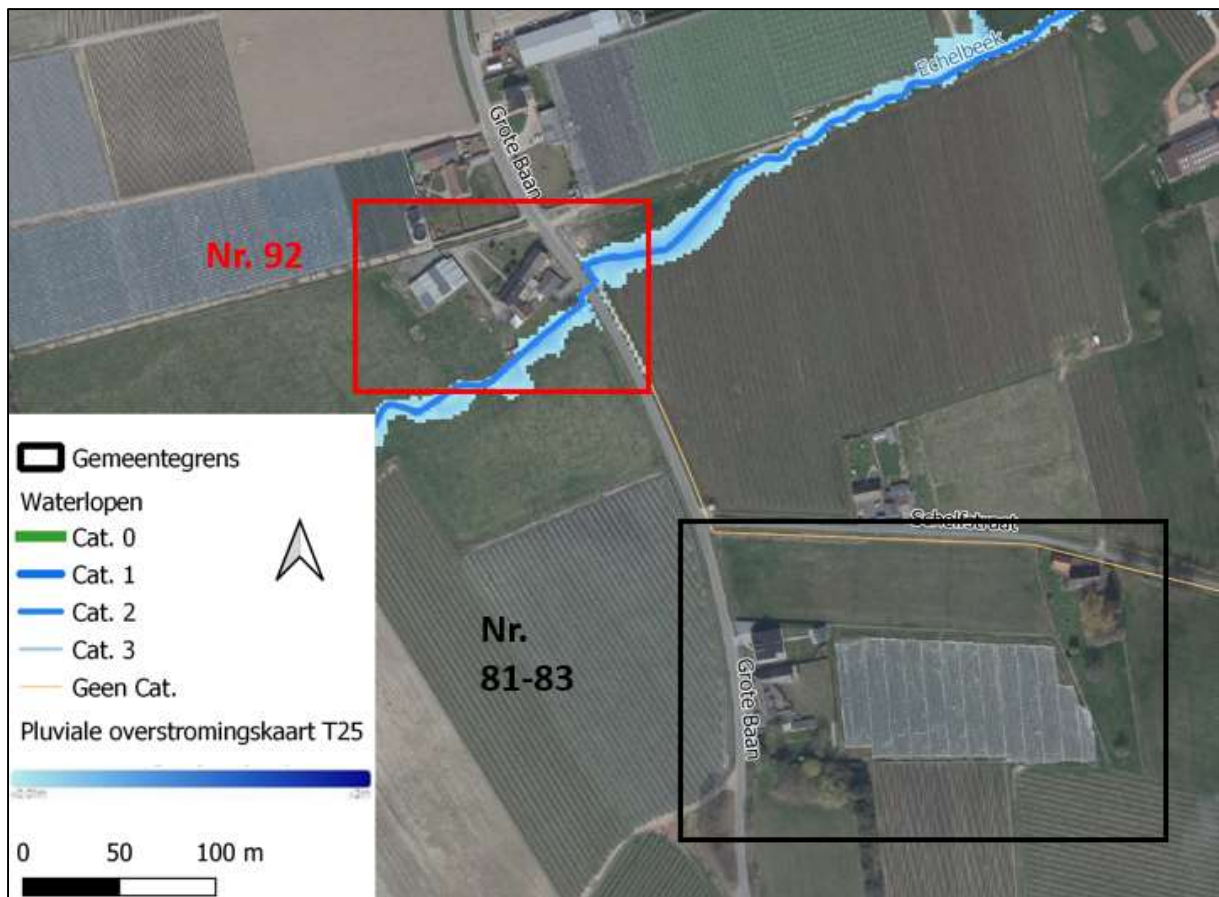 Echelbeek
Grote Baan
Nr. 92
Schelfstraat
Nr.
81-83
Grote Baan
Gemeentegrens
Waterlopen
Cat. 0
Cat. 1
Cat. 2
Cat. 3
Geen Cat.
Pluviale overstromingskaart T25
0 50 100 m